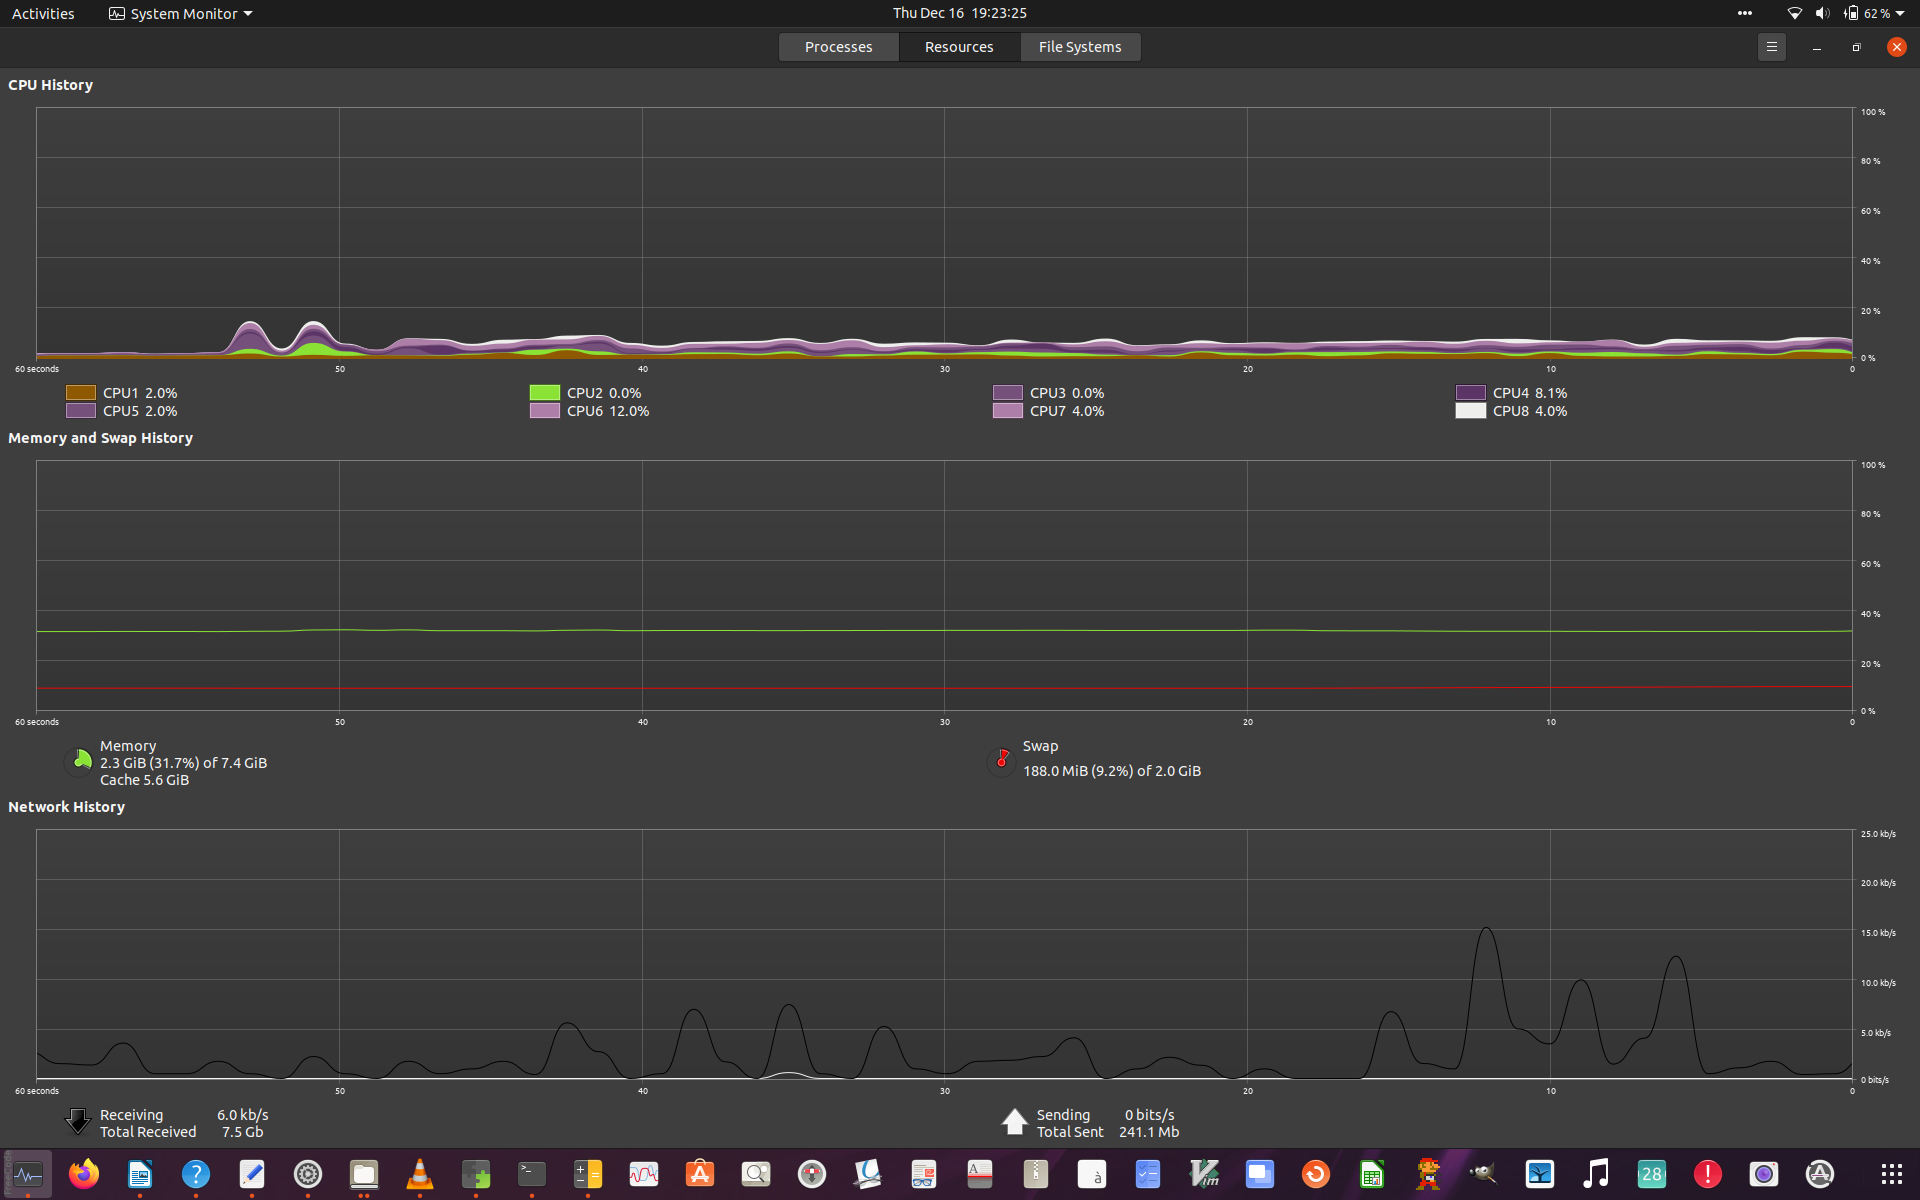 Activities System Monitor Thu Dec 16 19:23:25 62 %
Processes Resources File Systems
CPU History
100 %
80 %
60 %
40 %
20 %
0 %
60 seconds 50 40 30 20 10 0
CPU1 2.0% CPU2 0.0% CPU3 0.0% CPU4 8.1%
CPU5 2.0% CPU6 12.0% CPU7 4.0% CPU8 4.0%
Memory and Swap History
100 %
80 %
60 %
40 %
20 %
0 %
60 seconds 50 40 30 20 10 0
Memory
2.3 GiB (31.7%) of 7.4 GiB
Cache 5.6 GiB
Swap
188.0 MiB (9.2%) of 2.0 GiB
Network History
25.0 kb/s
20.0 kb/s
15.0 kb/s
10.0 kb/s
5.0 kb/s
0 bits/s
60 seconds 50 40 30 20 10 0
Receiving 6.0 kb/s
Total Received 7.5 Gb
Sending 0 bits/s
Total Sent 241.1 Mb
28